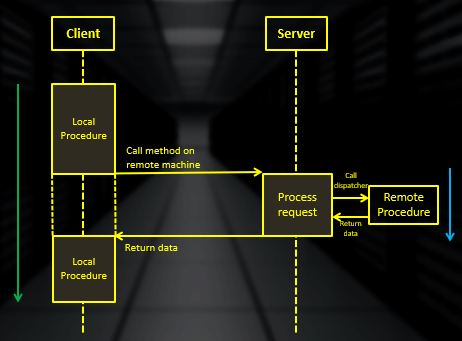 Client
Server
Local
Procedure
Call method on
remote machine
Call
dispatcher
Process
request
Remote
Procedure
Return
data
Return data
Local
Procedure